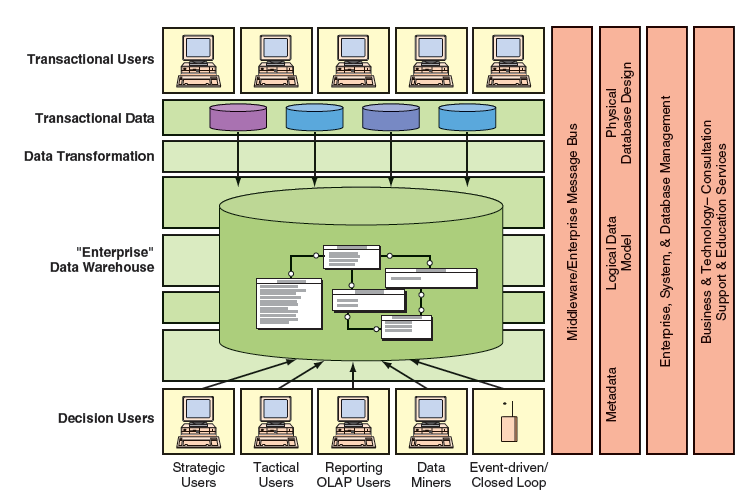 Transactional Users
Transactional Data
Data Transformation
"Enterprise"
Data Warehouse
Decision Users
Strategic
Users
Tactical
Users
Reporting
OLAP Users
Data
Miners
Event-driven/
Closed Loop
Middleware/Enterprise Message Bus
Physical
Database Design
Logical Data
Model
Metadata
Enterprise, System, & Database Management
Business & Technology– Consultation
Support & Education Services